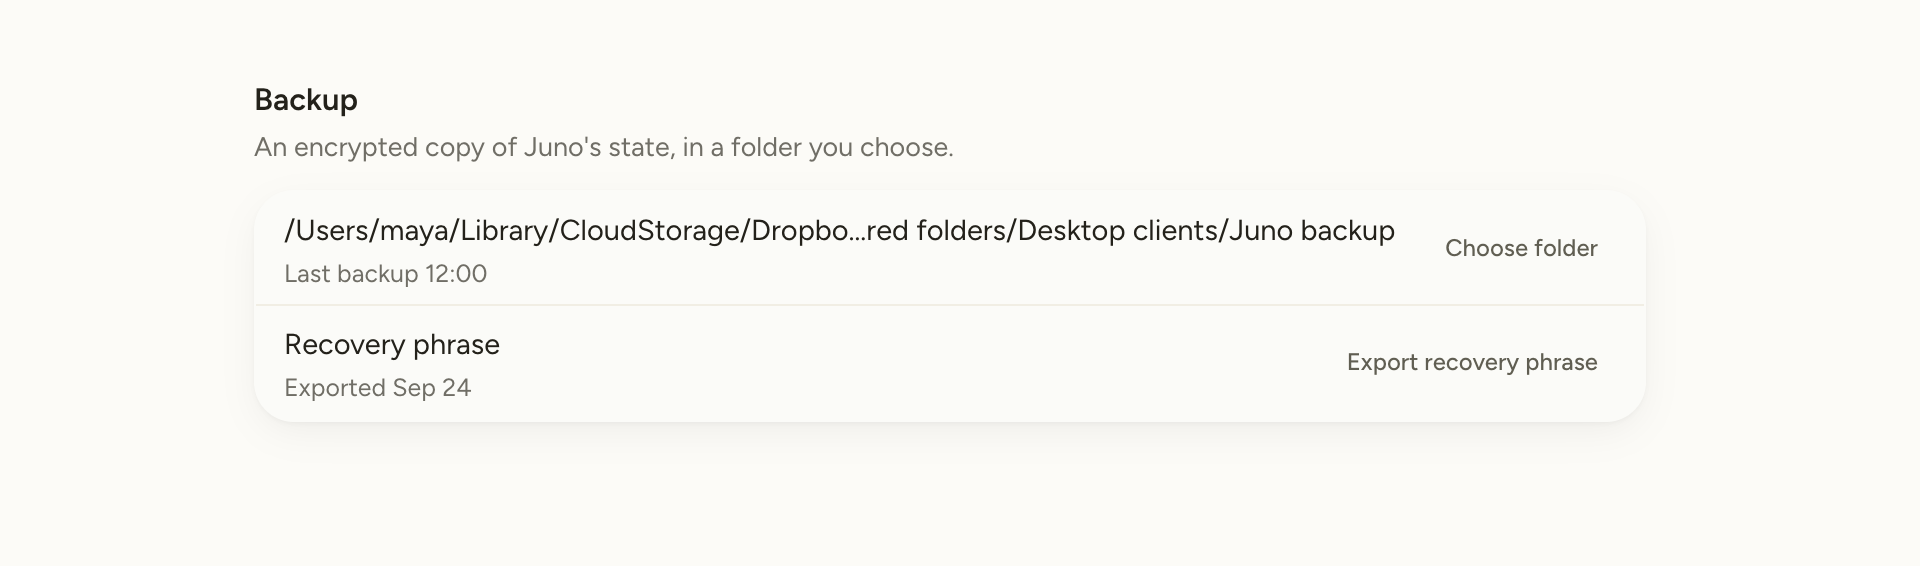 Backup
An encrypted copy of Juno's state, in a folder you choose.
/Users/maya/Library/CloudStorage/Dropbo...red folders/Desktop clients/Juno backup
Choose folder
Last backup 12:00
Recovery phrase
Export recovery phrase
Exported Sep 24